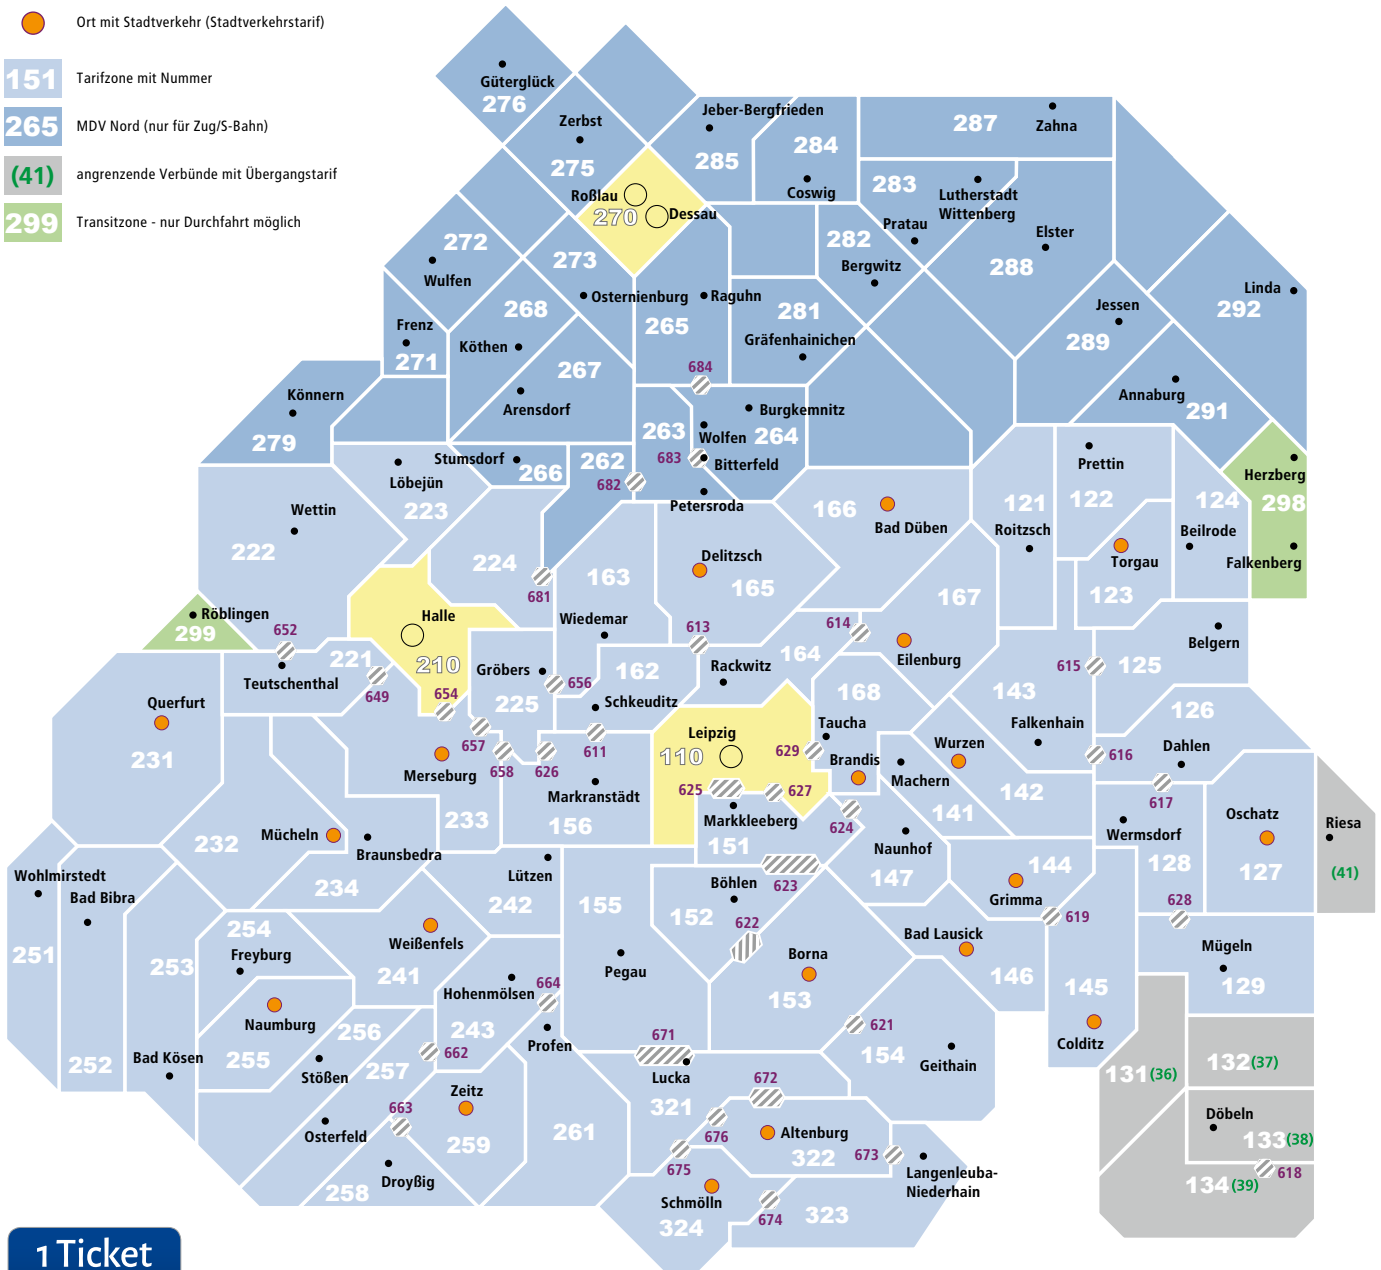 Ort mit Stadtverkehr (Stadtverkehrstarif)
151 Tarifzone mit Nummer
265 MDV Nord (nur für Zug/S-Bahn)
(41) angrenzende Verbünde mit Übergangstarif
299 Transitzone - nur Durchfahrt möglich
Güterglück
276
Zerbst
275
Jeber-Bergfrieden
285
284
Coswig
287
Zahna
283
Lutherstadt
Wittenberg
Pratau
Elster
288
282
Bergwitz
Roßlau
270
Dessau
272
Wulfen
273
Osternienburg
268
Köthen
Frenz
271
267
Arensdorf
Raguhn
265
281
Gräfenhainichen
Linda
292
Jessen
289
Annaburg
291
Herzberg
298
Falkenberg
Könnern
279
684
Burgkemnitz
263
Wolfen
264
683
Bitterfeld
Petersroda
262
682
Stumsdorf
266
Löbejün
223
Wettin
222
224
681
163
Delitzsch
165
166
Bad Düben
121
Roitzsch
Prettin
122
124
Beilrode
Torgau
123
167
Röblingen
299
652
Halle
210
221
Teutschenthal
649
654
Gröbers
225
656
657
658
626
Wiedemar
162
Schkeuditz
611
613
Rackwitz
164
614
Eilenburg
615
125
Belgern
126
143
Falkenhain
616
Dahlen
617
Querfurt
231
Merseburg
Markranstädt
156
Leipzig
110
625
627
629
Taucha
168
Brandis
Machern
Wurzen
141
142
Markkleeberg
151
624
Naunhof
147
144
Grimma
619
Wermsdorf
128
628
Oschatz
127
Riesa
(41)
232
Mücheln
Braunsbedra
233
234
Wohlmirstedt
Bad Bibra
251
252
253
254
Freyburg
Naumburg
255
Bad Kösen
241
Weißenfels
Lützen
242
155
Pegau
Böhlen
152
622
623
Borna
153
Bad Lausick
146
145
Colditz
Mügeln
129
Hohenmölsen
664
243
Profen
662
256
Stößen
257
Osterfeld
663
Zeitz
259
Droyßig
258
261
671
Lucka
321
672
676
675
Altenburg
322
673
Schmölln
324
674
323
Langenleuba-
Niederhain
621
154
Geithain
131 (36)
132 (37)
Döbeln
133 (38)
134 (39)
618
1 Ticket